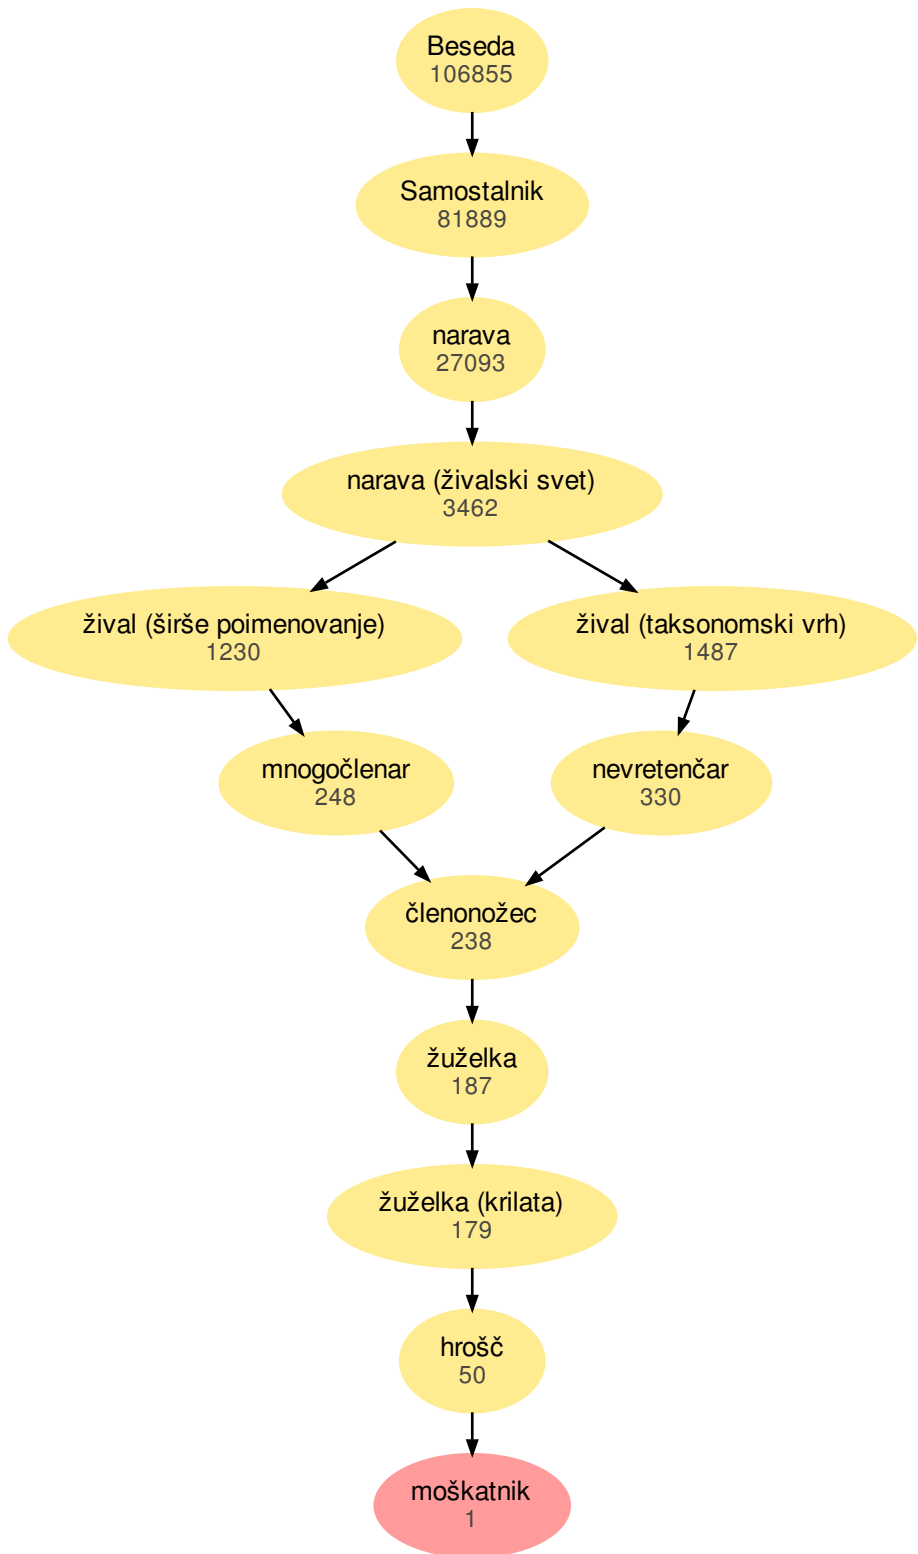 Beseda
106855
Samostalnik
81889
narava
27093
narava (živalski svet)
3462
žival (širše poimenovanje)
1230
žival (taksonomski vrh)
1487
mnogočlenar
248
nevretenčar
330
členonožec
238
žuželka
187
žuželka (krilata)
179
hrošč
50
moškatnik
1